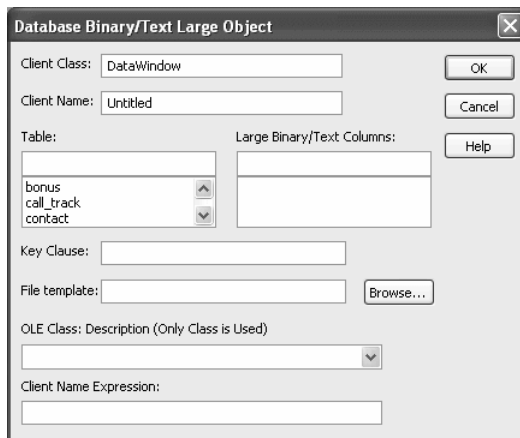 Database Binary/Text Large Object
Client Class: DataWindow
OK
Client Name: Untitled
Cancel
Table: Large Binary/Text Columns:
Help
bonus
call_track
contact
Key Clause:
File template: Browse...
OLE Class: Description (Only Class is Used)
Client Name Expression: